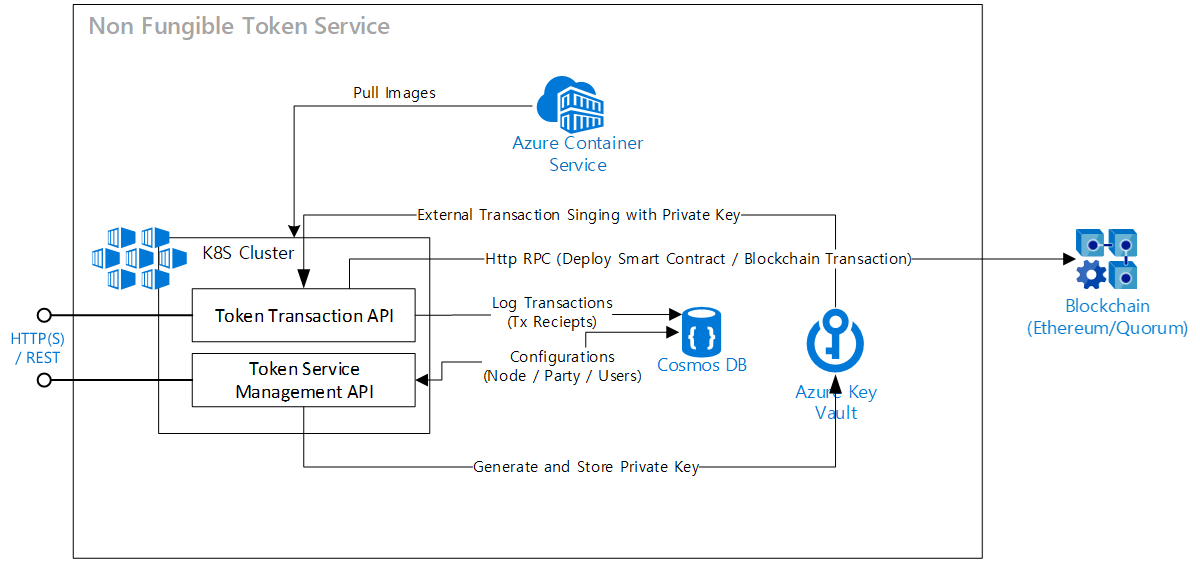 Non Fungible Token Service
Pull Images
Azure Container
Service
External Transaction Singing with Private Key
K8S Cluster
Http RPC (Deploy Smart Contract / Blockchain Transaction)
Blockchain
(Ethereum/Quorum)
Token Transaction API
Log Transactions
(Tx Reciepts)
HTTP(S)
/ REST
Configurations
(Node / Party / Users)
Cosmos DB
Token Service
Management API
Azure Key
Vault
Generate and Store Private Key